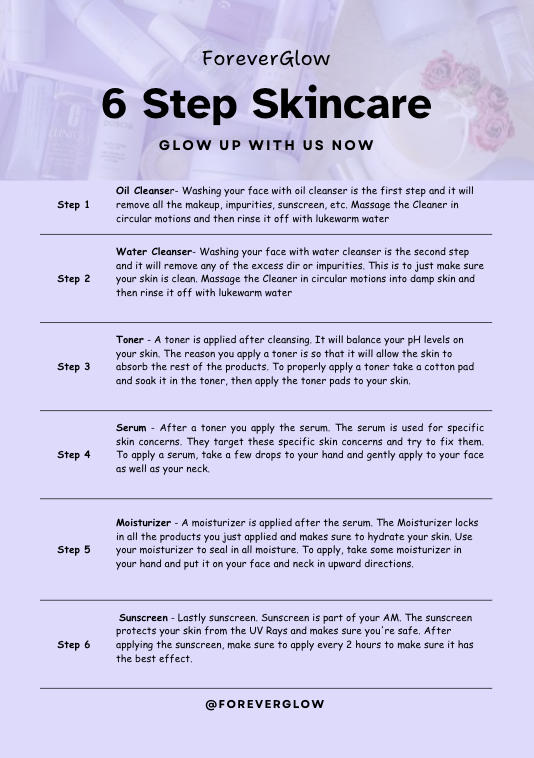 ForeverGlow
6 Step Skincare
GLOW UP WITH US NOW
Step 1
Oil Cleanser- Washing your face with oil cleanser is the first step and it will
remove all the makeup, impurities, sunscreen, etc. Massage the Cleaner in
circular motions and then rinse it off with lukewarm water
Step 2
Water Cleanser- Washing your face with water cleanser is the second step
and it will remove any of the excess dir or impurities. This is to just make sure
your skin is clean. Massage the Cleaner in circular motions into damp skin and
then rinse it off with lukewarm water
Step 3
Toner - A toner is applied after cleansing. It will balance your pH levels on
your skin. The reason you apply a toner is so that it will allow the skin to
absorb the rest of the products. To properly apply a toner take a cotton pad
and soak it in the toner, then apply the toner pads to your skin.
Step 4
Serum - After a toner you apply the serum. The serum is used for specific
skin concerns. They target these specific skin concerns and try to fix them.
To apply a serum, take a few drops to your hand and gently apply to your face
as well as your neck.
Step 5
Moisturizer - A moisturizer is applied after the serum. The Moisturizer locks
in all the products you just applied and makes sure to hydrate your skin. Use
your moisturizer to seal in all moisture. To apply, take some moisturizer in
your hand and put it on your face and neck in upward directions.
Step 6
Sunscreen - Lastly sunscreen. Sunscreen is part of your AM. The sunscreen
protects your skin from the UV Rays and makes sure you're safe. After
applying the sunscreen, make sure to apply every 2 hours to make sure it has
the best effect.
@FOREVERGLOW